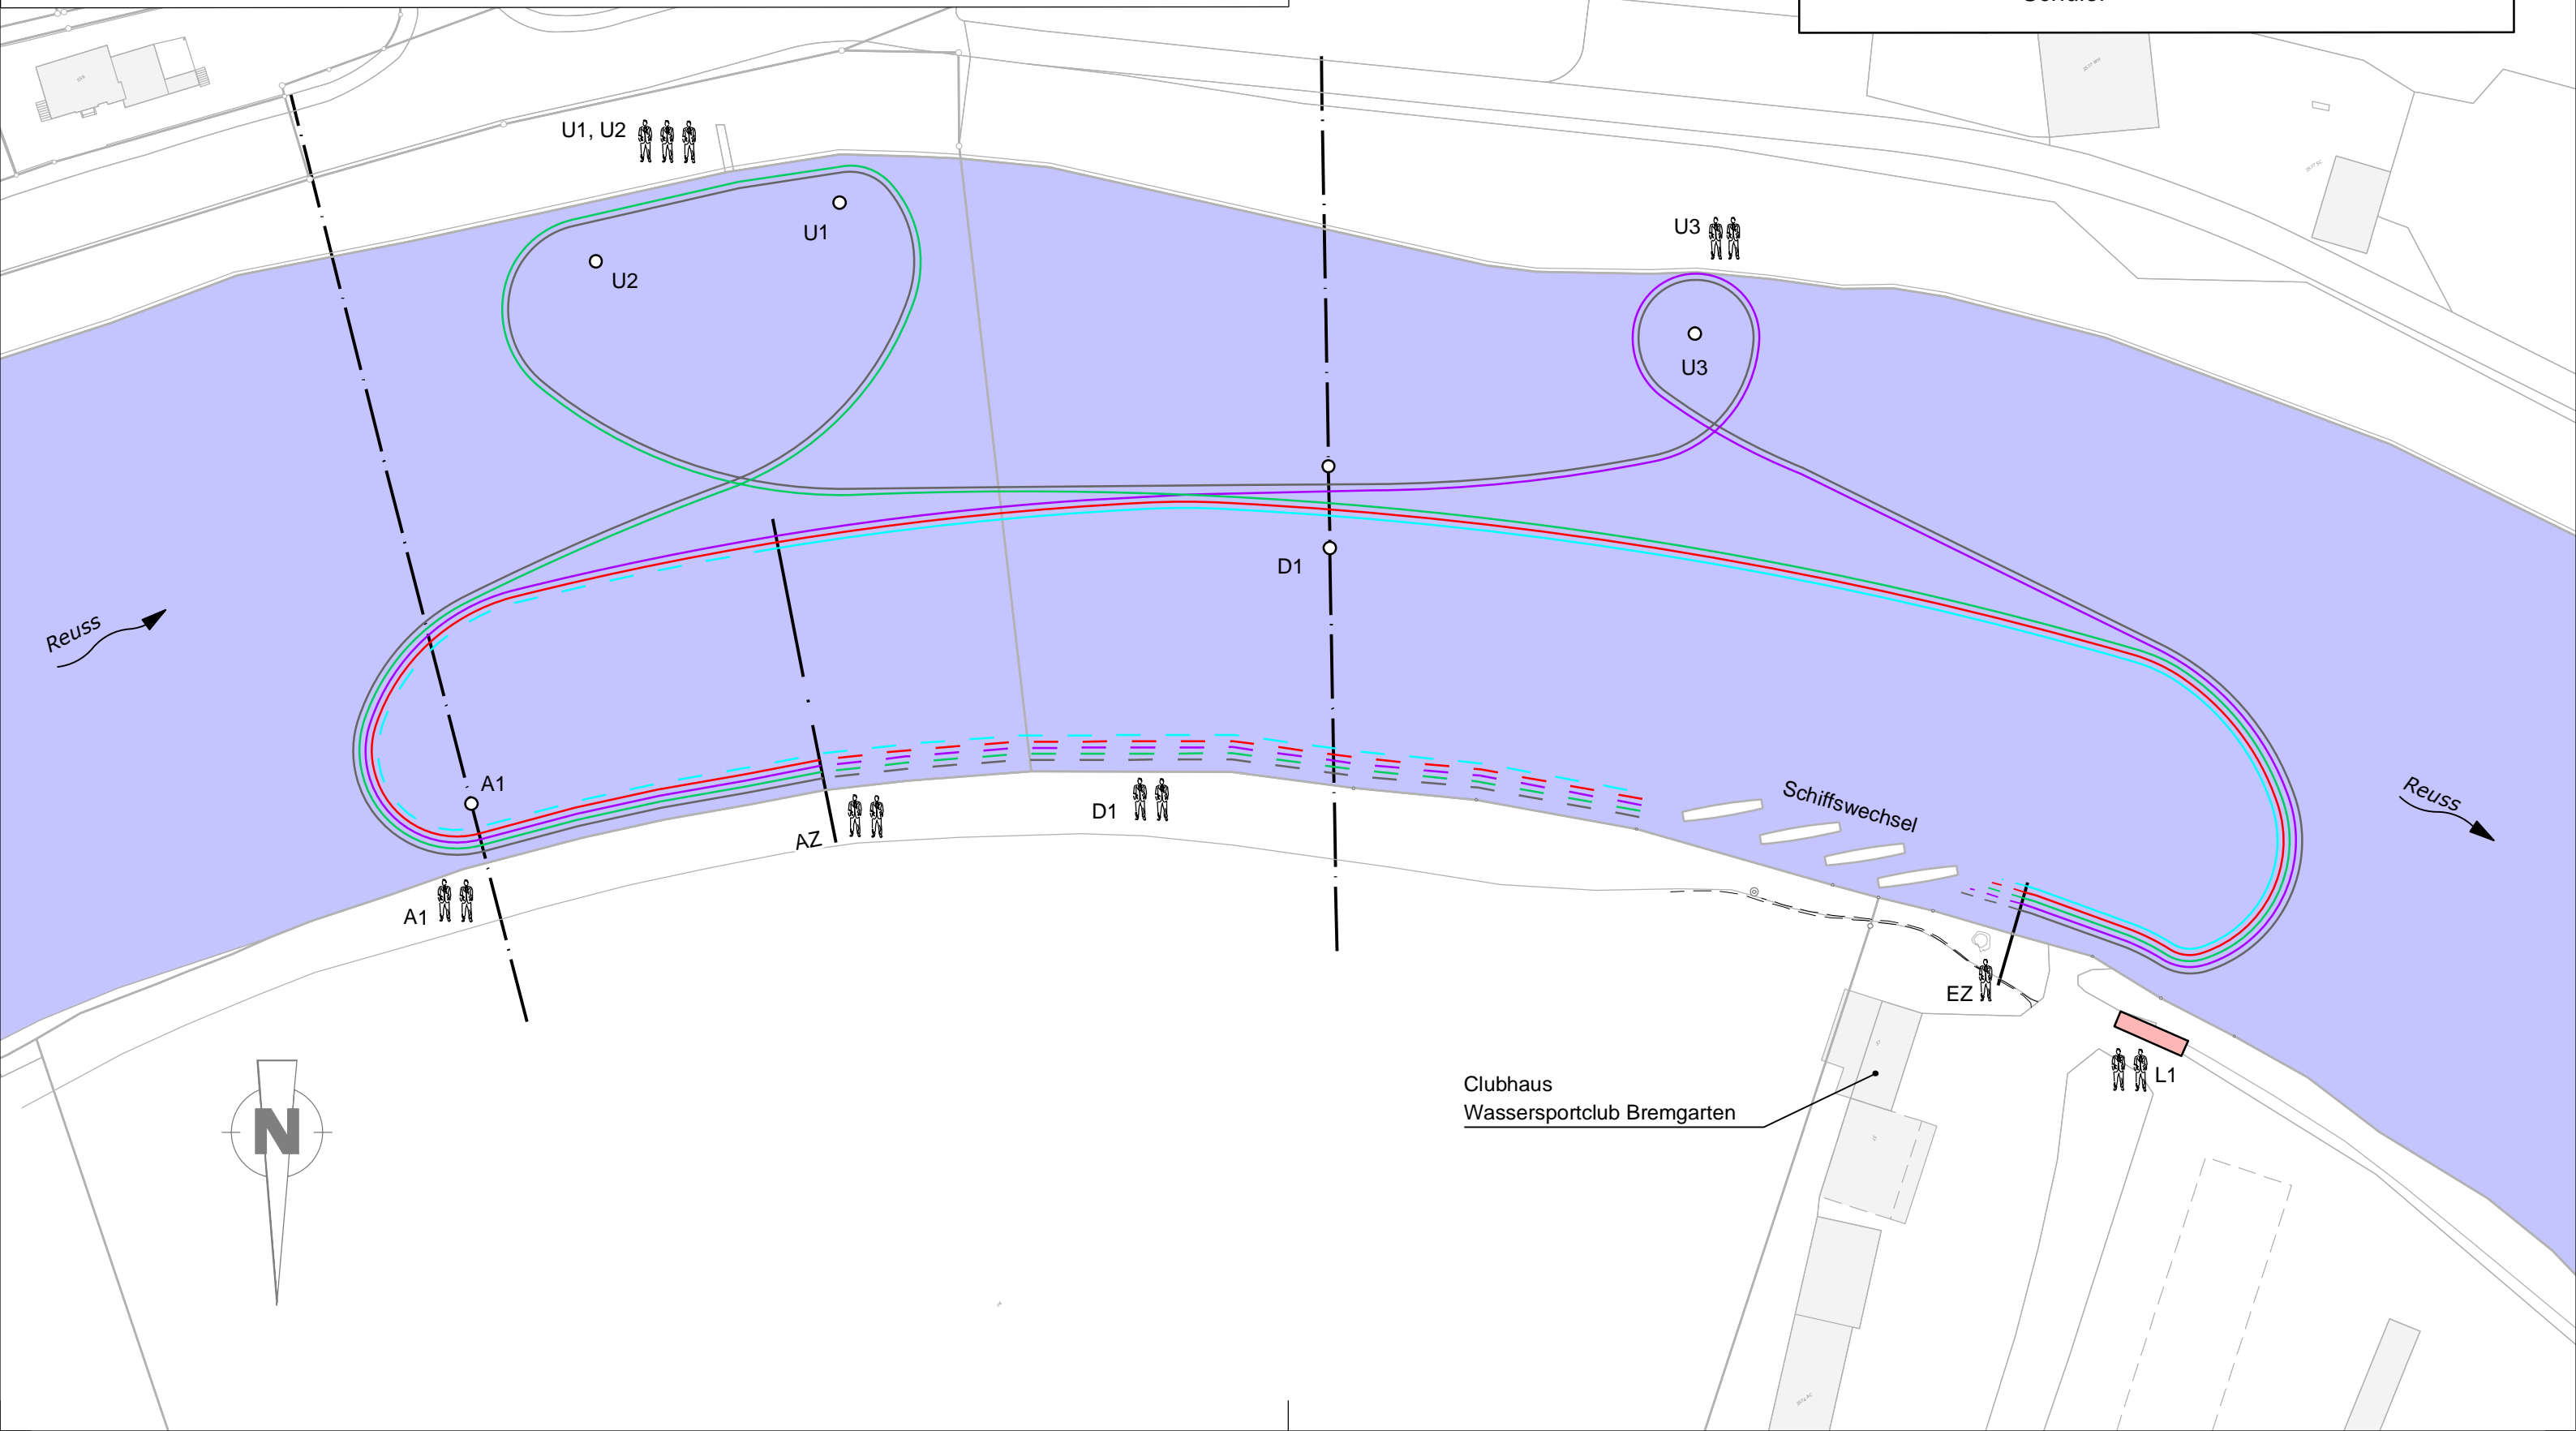 U1, U2
U1
U2
U3
U3
D1
Reuss
A1
Schiffswechsel
Reuss
D1
AZ
A1
EZ
L1
Clubhaus
Wassersportclub Bremgarten
N